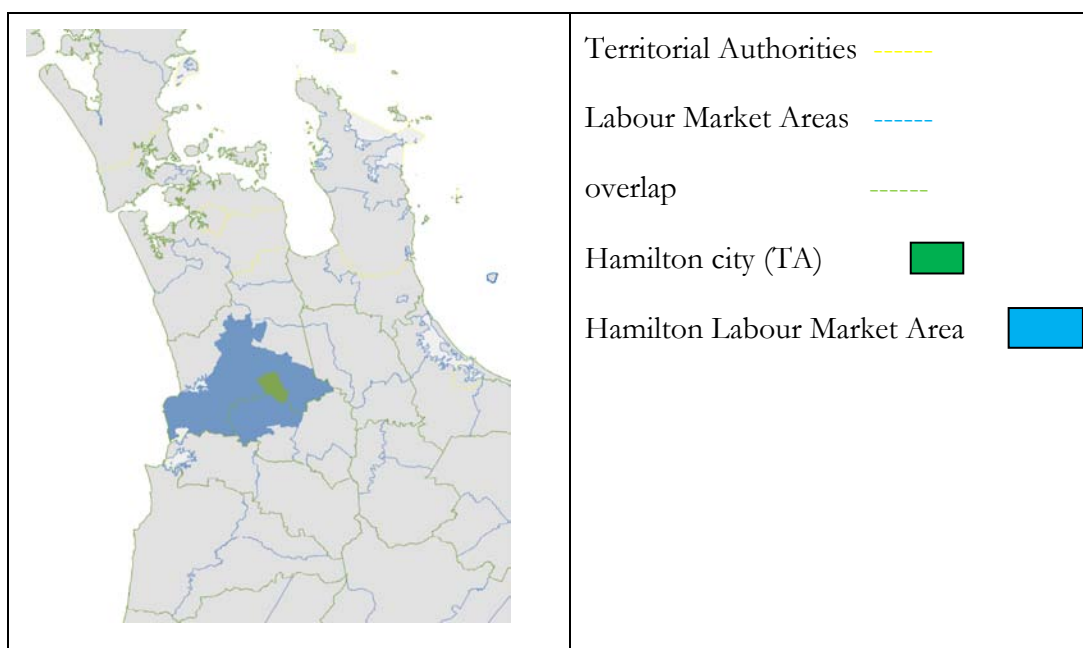 Territorial Authorities
Labour Market Areas
overlap
Hamilton city (TA)
Hamilton Labour Market Area